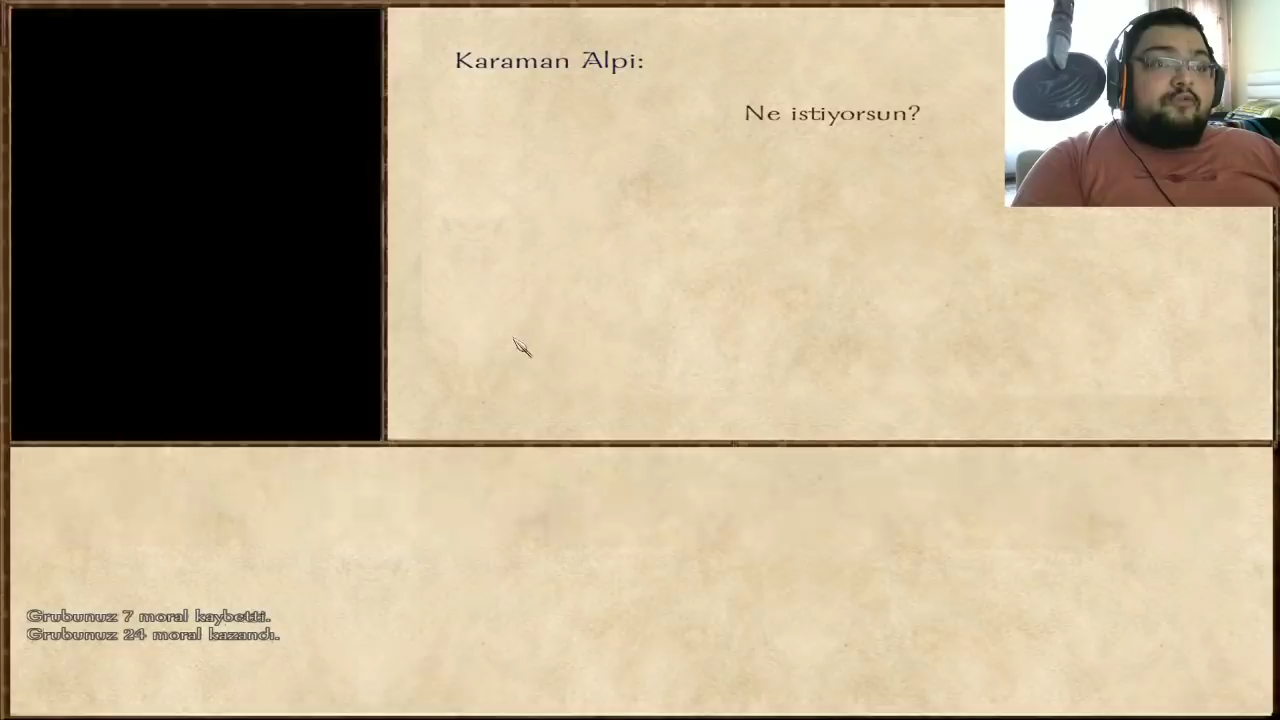 Karaman Alpi:
Ne istiyorsun?
Grubunuz 7 moral kaybetti.
Grubunuz 24 moral kazandı.